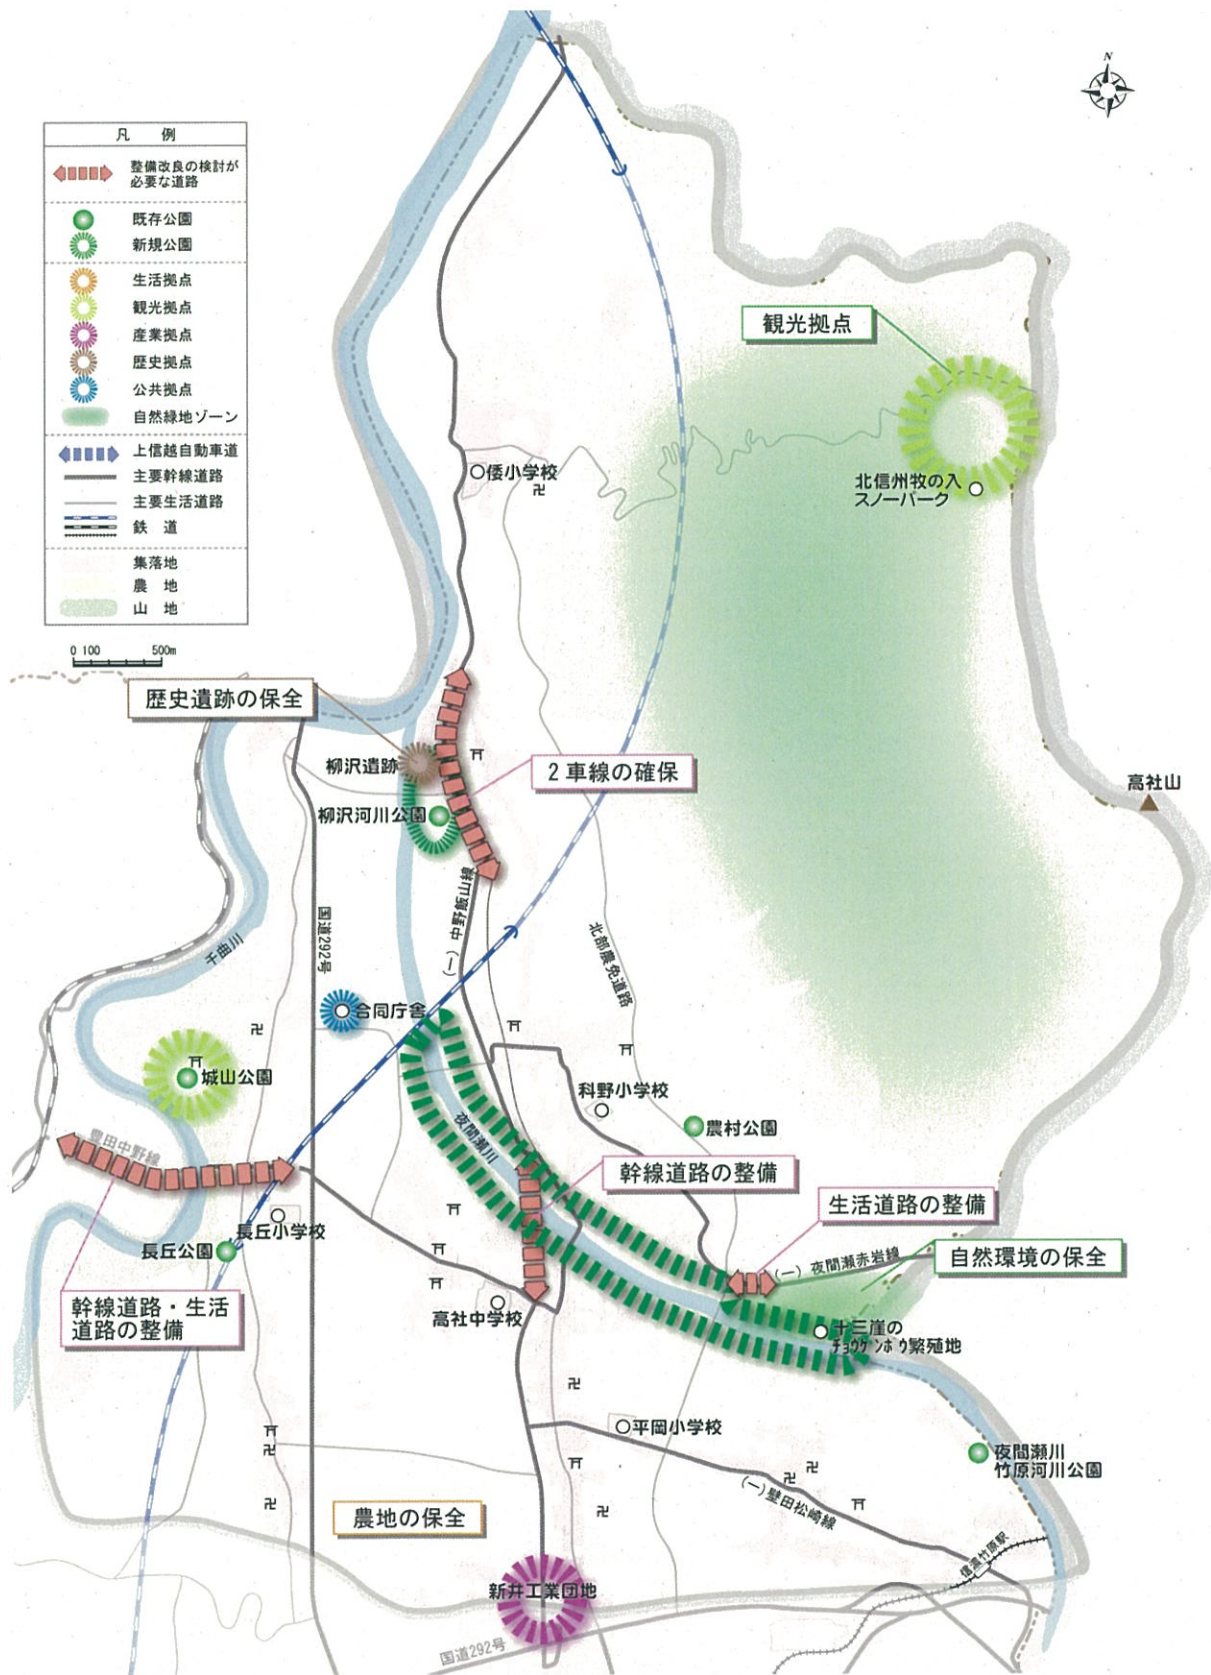 N
凡 例
整備改良の検討が
必要な道路
既存公園
新規公園
生活拠点
観光拠点
産業拠点
歴史拠点
公共拠点
自然緑地ゾーン
上信越自動車道
主要幹線道路
主要生活道路
鉄 道
集落地
農 地
山 地
0 100 500m
観光拠点
倭小学校
北信州牧の入
スノーパーク
歴史遺跡の保全
柳沢遺跡
2車線の確保
高社山
柳沢河川公園
(一)中野飯山線
国道292号
千曲川
北部農免道路
合同庁舎
城山公園
科野小学校
農村公園
夜間瀬川
豊田中野線
幹線道路の整備
生活道路の整備
長丘小学校
長丘公園
(一)夜間瀬赤岩線
自然環境の保全
幹線道路・生活
道路の整備
高社中学校
十三崖の
チョウゲンボウ繁殖地
平岡小学校
夜間瀬川
竹原河川公園
(一)壁田松崎線
農地の保全
信濃竹原駅
新井工業団地
国道292号